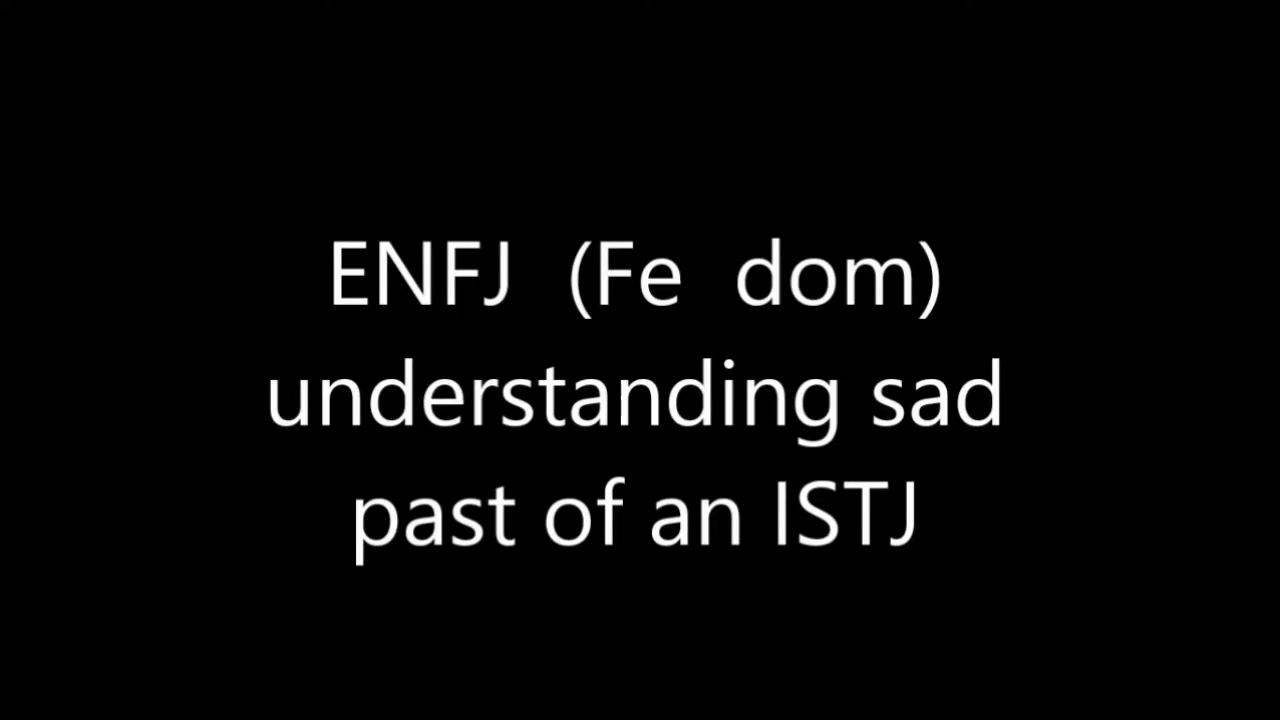 ENFJ (Fe dom)
understanding sad
past of an ISTJ